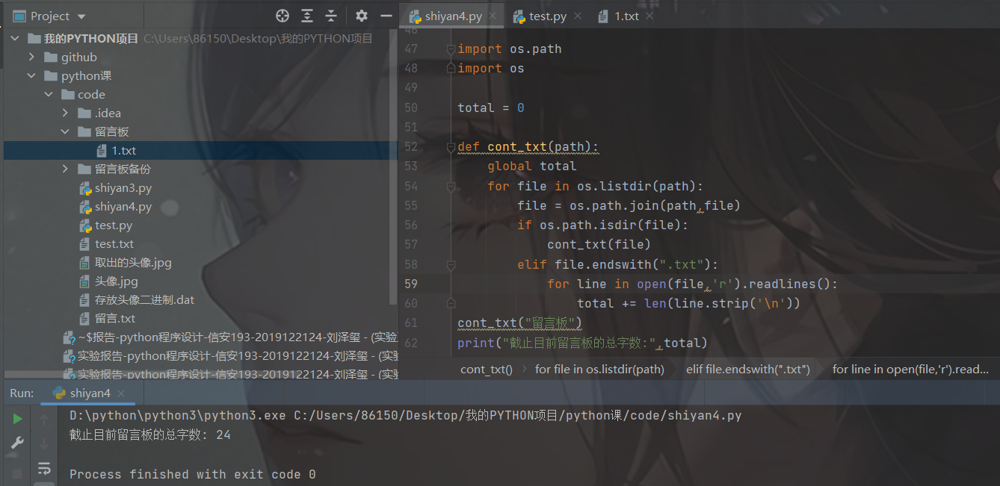 Project
我的PYTHON项目 C:\Users\86150\Desktop\我的PYTHON项目
github
python课
code
.idea
留言板
1.txt
留言板备份
shiyan3.py
shiyan4.py
test.py
test.txt
取出的头像.jpg
头像.jpg
存放头像二进制.dat
留言.txt
~$报告-python程序设计-信安193-2019122124-刘泽玺 - (实验
实验报告-python程序设计-信安193-2019122124-刘泽玺 - (实验
实验报告-python程序设计-信安193-2019122124-刘泽玺 - (实验
shiyan4.py test.py 1.txt
46
47 import os.path
48 import os
49
50 total = 0
51
52 def cont_txt(path):
53 global total
54 for file in os.listdir(path):
55 file = os.path.join(path,file)
56 if os.path.isdir(file):
57 cont_txt(file)
58 elif file.endswith(".txt"):
59 for line in open(file,'r').readlines():
60 total += len(line.strip('\n'))
61 cont_txt("留言板")
62 print("截止目前留言板的总字数:",total)
cont_txt() for file in os.listdir(path) elif file.endswith(".txt") for line in open(file,'r').read...
Run: shiyan4
D:\python\python3\python3.exe C:/Users/86150/Desktop/我的PYTHON项目/python课/code/shiyan4.py
截止目前留言板的总字数: 24
Process finished with exit code 0